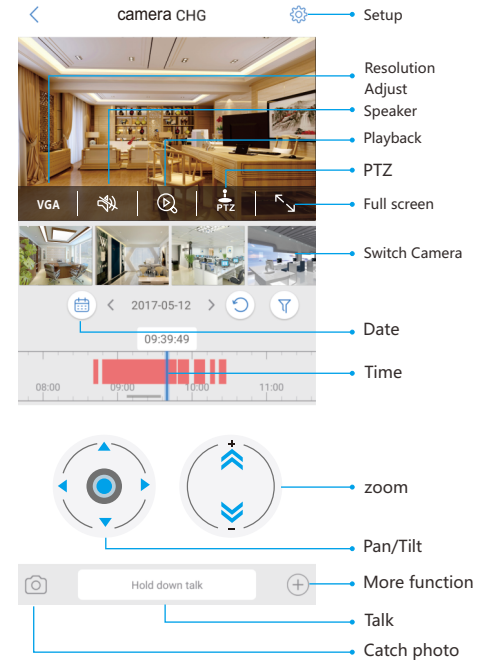 camera CHG
Setup
Resolution
Adjust
Speaker
Playback
PTZ
Full screen
VGA
PTZ
Switch Camera
2017-05-12
Date
09:39:49
Time
08:00 09:00 10:00 11:00
+
zoom
−
Pan/Tilt
Hold down talk
More function
Talk
Catch photo